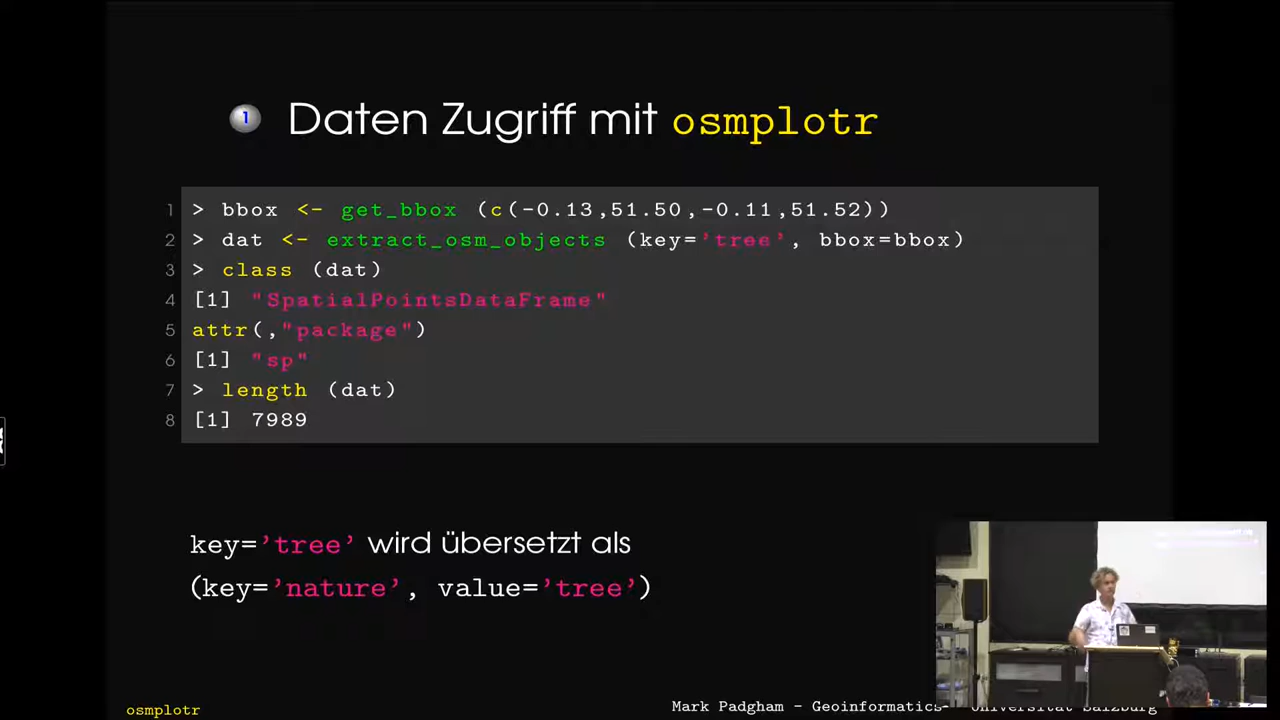 1 Daten Zugriff mit osmplotr
1 > bbox <- get_bbox (c(-0.13,51.50,-0.11,51.52))
2 > dat <- extract_osm_objects (key='tree', bbox=bbox)
3 > class (dat)
4 [1] "SpatialPointsDataFrame"
5 attr(,"package")
6 [1] "sp"
7 > length (dat)
8 [1] 7989
key='tree' wird übersetzt als
(key='nature', value='tree')
osmplotr
Mark Padgham - Geoinformatics- Universität Salzburg